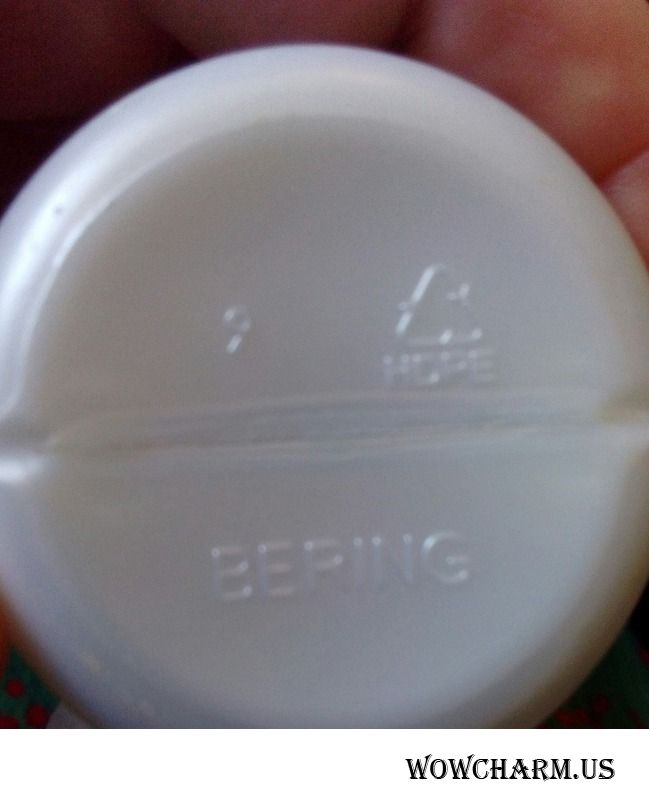 9
HDPE
BERING
WOWCHARM.US